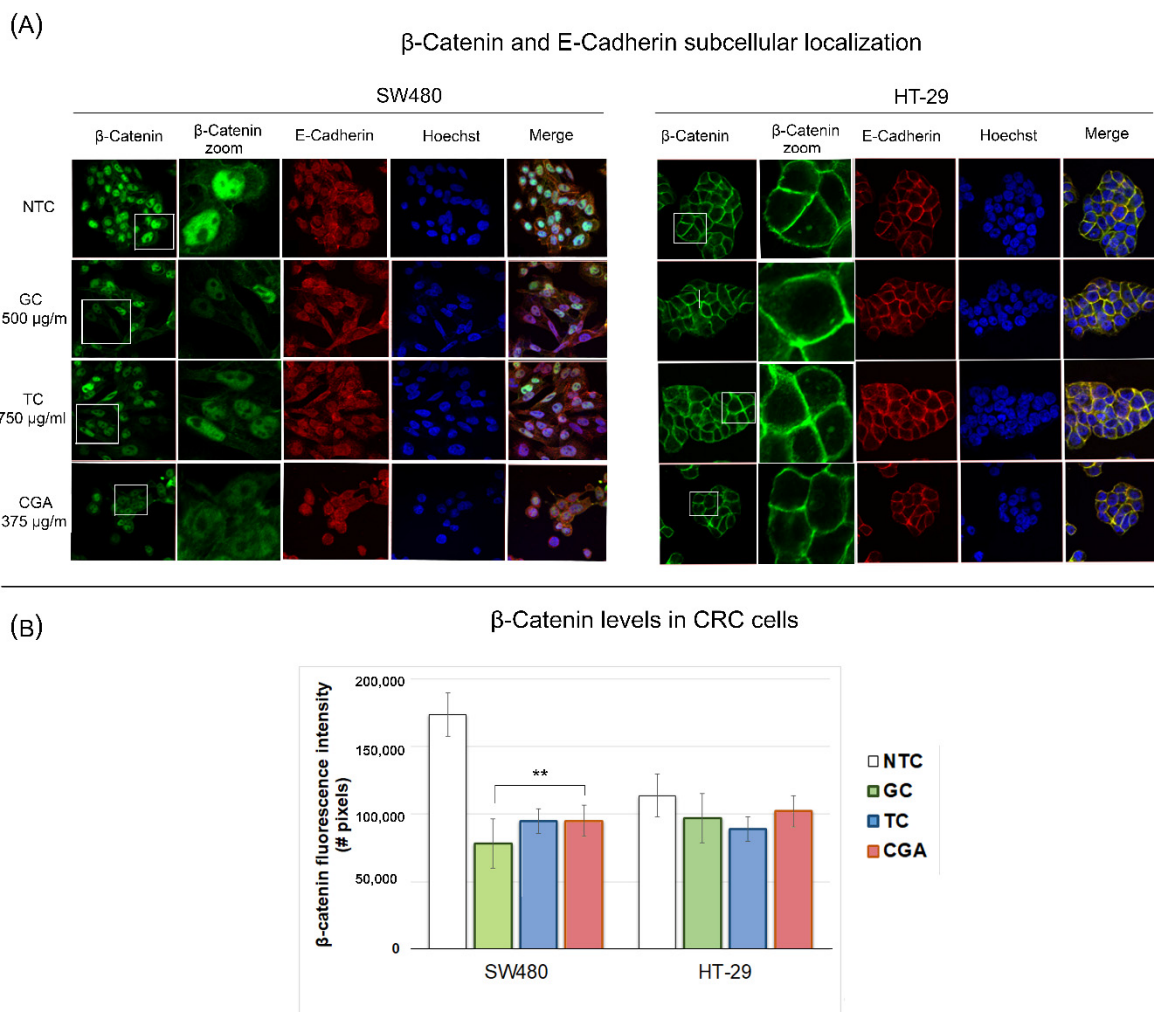 (A)
β-Catenin and E-Cadherin subcellular localization
SW480
HT-29
β-Catenin
β-Catenin
zoom
E-Cadherin
Hoechst
Merge
β-Catenin
β-Catenin
zoom
E-Cadherin
Hoechst
Merge
NTC
GC
500 µg/m
TC
750 µg/ml
CGA
375 µg/m
(B)
β-Catenin levels in CRC cells
β-catenin fluorescence intensity
(# pixels)
200,000
150,000
100,000
50,000
0
**
SW480
HT-29
NTC
GC
TC
CGA